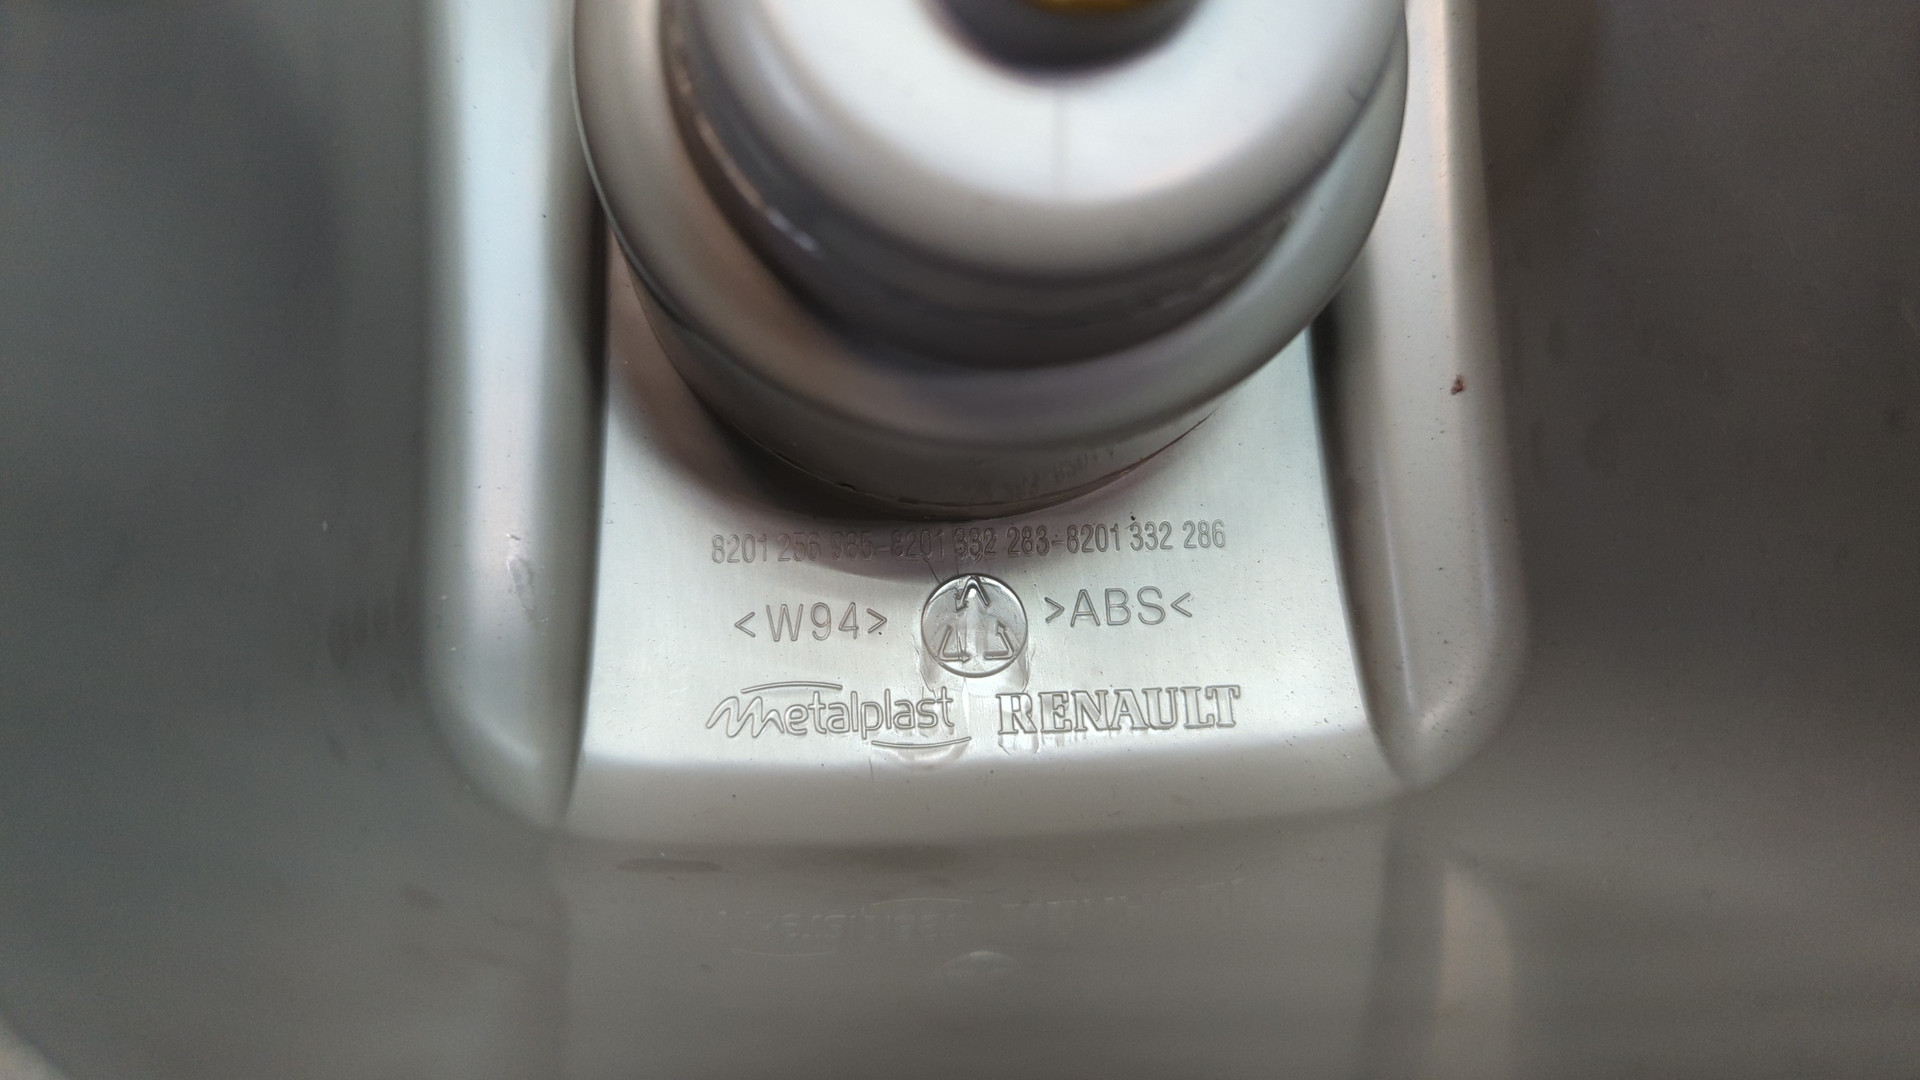 8201 256 985-8201 332 283-8201 332 286
<W94> >ABS<
Metalplast RENAULT